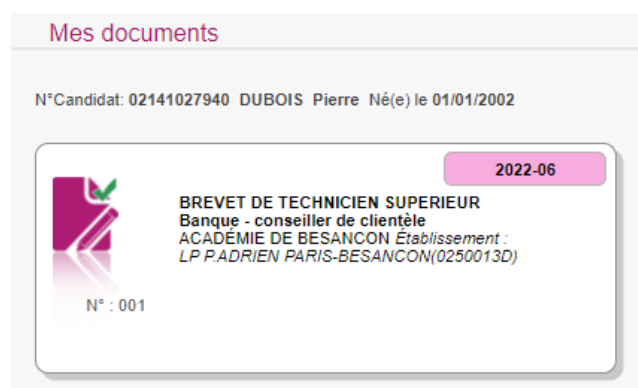 Mes documents
N°Candidat: 02141027940 DUBOIS Pierre Né(e) le 01/01/2002
2022-06
BREVET DE TECHNICIEN SUPERIEUR
Banque - conseiller de clientèle
ACADÉMIE DE BESANCON Établissement :
LP P.ADRIEN PARIS-BESANCON(0250013D)
N° : 001